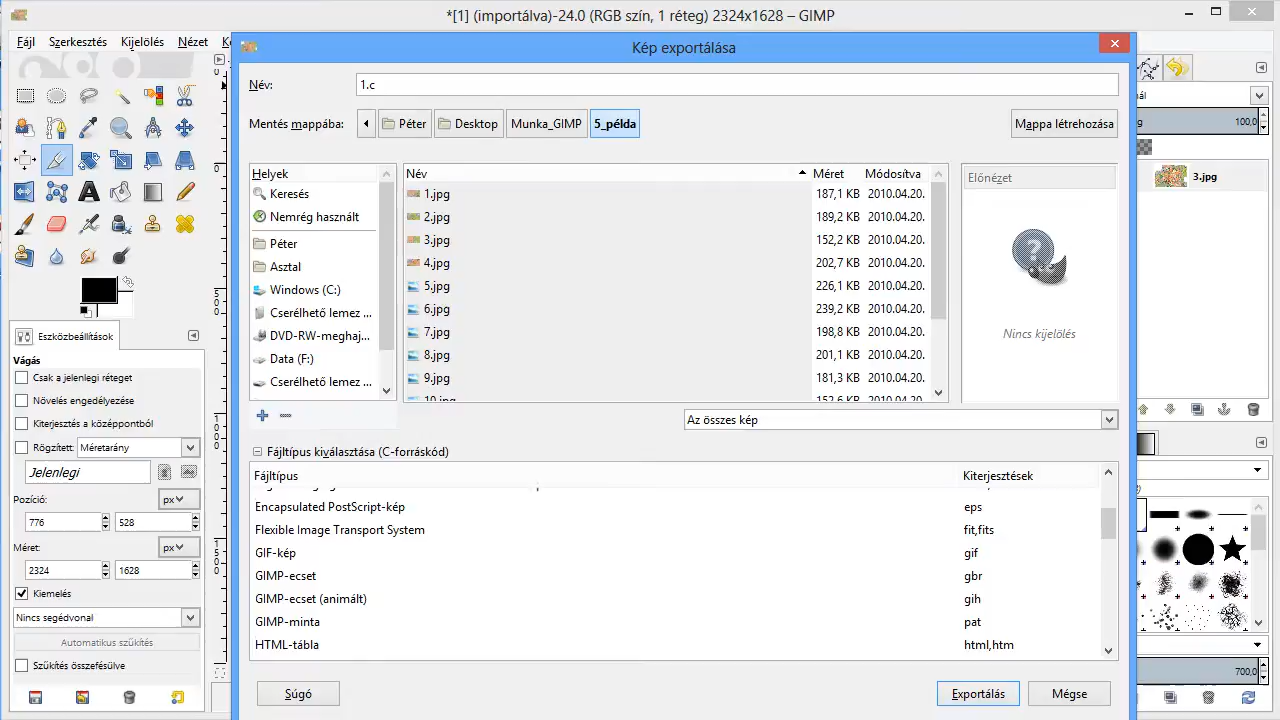 *[1] (importálva)-24.0 (RGB szín, 1 réteg) 2324x1628 – GIMP
Fájl Szerkesztés Kijelölés Nézet
Kép exportálása
Név: 1.c
Mentés mappába: Péter Desktop Munka_GIMP 5_példa Mappa létrehozása
Helyek
Keresés
Nemrég használt
Péter
Asztal
Windows (C:)
Cserélhető lemez ...
DVD-RW-meghaj...
Data (F:)
Cserélhető lemez ...
Név Méret Módosítva
1.jpg 187,1 KB 2010.04.20.
2.jpg 189,2 KB 2010.04.20.
3.jpg 152,2 KB 2010.04.20.
4.jpg 202,7 KB 2010.04.20.
5.jpg 226,1 KB 2010.04.20.
6.jpg 239,2 KB 2010.04.20.
7.jpg 198,8 KB 2010.04.20.
8.jpg 201,1 KB 2010.04.20.
9.jpg 181,3 KB 2010.04.20.
10.jpg 152,6 KB 2010.04.20.
Előnézet
Nincs kijelölés
Az összes kép
Fájltípus kiválasztása (C-forráskód)
Fájltípus Kiterjesztések
Encapsulated PostScript-kép eps
Flexible Image Transport System fit,fits
GIF-kép gif
GIMP-ecset gbr
GIMP-ecset (animált) gih
GIMP-minta pat
HTML-tábla html,htm
Súgó Exportálás Mégse
Eszközbeállítások
Vágás
Csak a jelenlegi réteget
Növelés engedélyezése
Kiterjesztés a középpontból
Rögzített: Méretarány
Jelenlegi
Pozíció: px
776 528
Méret: px
2324 1628
Kiemelés
Nincs segédvonal
Automatikus szűkítés
Szűkítés összefésülve
100,0
3.jpg
700,0